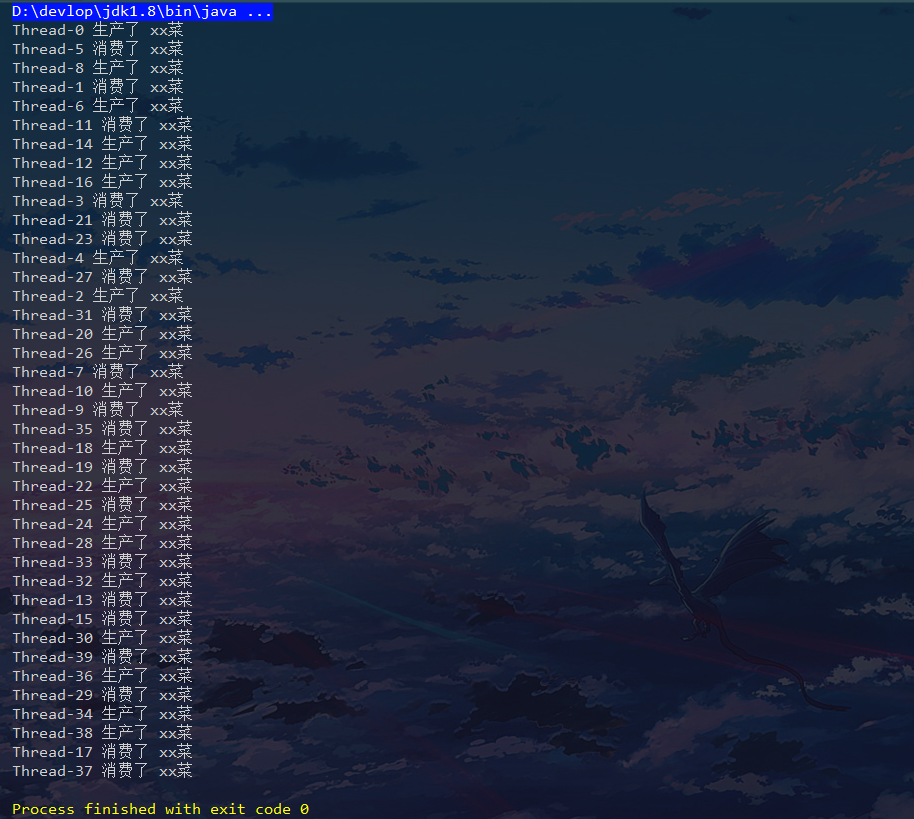 D:\devlop\jdk1.8\bin\java ...
Thread-0 生产了 xx菜
Thread-5 消费了 xx菜
Thread-8 生产了 xx菜
Thread-1 消费了 xx菜
Thread-6 生产了 xx菜
Thread-11 消费了 xx菜
Thread-14 生产了 xx菜
Thread-12 生产了 xx菜
Thread-16 生产了 xx菜
Thread-3 消费了 xx菜
Thread-21 消费了 xx菜
Thread-23 消费了 xx菜
Thread-4 生产了 xx菜
Thread-27 消费了 xx菜
Thread-2 生产了 xx菜
Thread-31 消费了 xx菜
Thread-20 生产了 xx菜
Thread-26 生产了 xx菜
Thread-7 消费了 xx菜
Thread-10 生产了 xx菜
Thread-9 消费了 xx菜
Thread-35 消费了 xx菜
Thread-18 生产了 xx菜
Thread-19 消费了 xx菜
Thread-22 生产了 xx菜
Thread-25 消费了 xx菜
Thread-24 生产了 xx菜
Thread-28 生产了 xx菜
Thread-33 消费了 xx菜
Thread-32 生产了 xx菜
Thread-13 消费了 xx菜
Thread-15 消费了 xx菜
Thread-30 生产了 xx菜
Thread-39 消费了 xx菜
Thread-36 生产了 xx菜
Thread-29 消费了 xx菜
Thread-34 生产了 xx菜
Thread-38 生产了 xx菜
Thread-17 消费了 xx菜
Thread-37 消费了 xx菜
Process finished with exit code 0